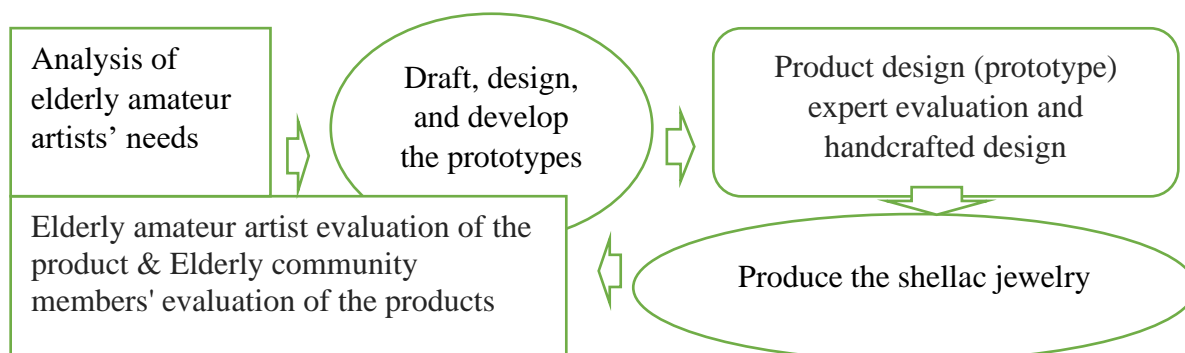 Analysis of
elderly amateur
artists’ needs
Draft, design,
and develop
the prototypes
Product design (prototype)
expert evaluation and
handcrafted design
Produce the shellac jewelry
Elderly amateur artist evaluation of the
product & Elderly community
members' evaluation of the products